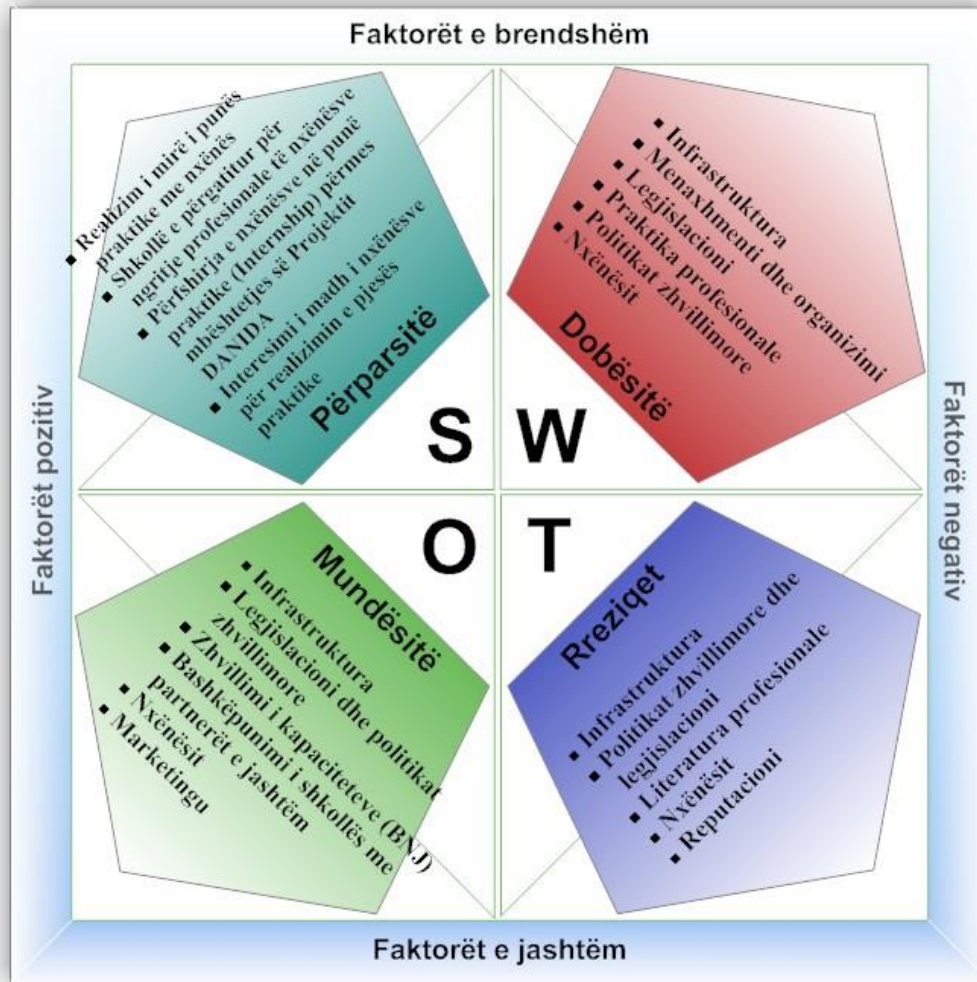 Faktorët e brendshëm
Faktorët pozitiv
▪ Realizim i mirë i punës
praktike me nxënës
▪ Shkollë e përgatitur për
ngritje profesionale të nxënësve
▪ Përfshirja e nxënësve në punë
praktike (Internship) përmes
mbështetjes së Projektit
DANIDA
▪ Interesimi i madh i nxënësve
për realizimin e pjesës
praktike
Përparsitë
S
▪ Infrastruktura
▪ Menaxhmenti dhe organizimi
▪ Legjislacioni
▪ Praktika profesionale
▪ Politikat zhvillimore
▪ Nxënësit
Dobësitë
W
Faktorët negativ
O
Mundësitë
▪ Infrastruktura
▪ Legjislacioni dhe politikat
zhvillimore
▪ Zhvillimi i kapaciteteve (BNJ)
▪ Bashkëpunimi i shkollës me
partnerët e jashtëm
▪ Nxënësit
▪ Marketingu
T
Rreziqet
▪ Infrastruktura
▪ Politikat zhvillimore dhe
legjislacioni
▪ Literatura profesionale
▪ Nxënësit
▪ Reputacioni
Faktorët e jashtëm